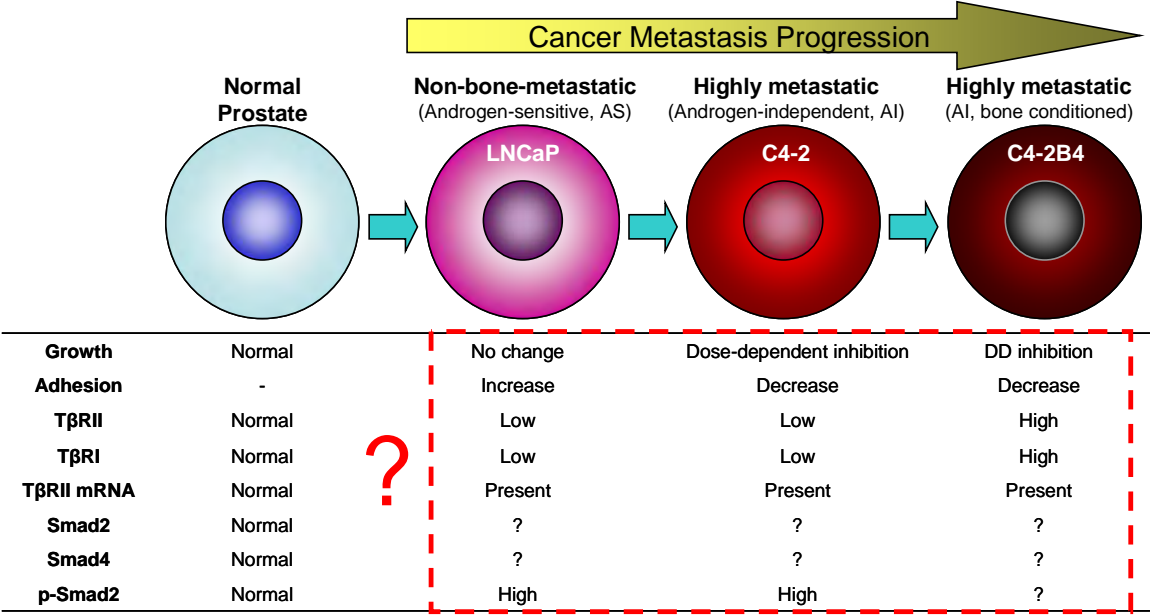 Cancer Metastasis Progression
Normal
Prostate
Non-bone-metastatic
(Androgen-sensitive, AS)
Highly metastatic
(Androgen-independent, AI)
Highly metastatic
(AI, bone conditioned)
LNCaP
C4-2
C4-2B4
Growth Normal No change Dose-dependent inhibition DD inhibition
Adhesion - Increase Decrease Decrease
TβRII Normal Low Low High
TβRI Normal Low Low High
?
TβRII mRNA Normal Present Present Present
Smad2 Normal ? ? ?
Smad4 Normal ? ? ?
p-Smad2 Normal High High ?